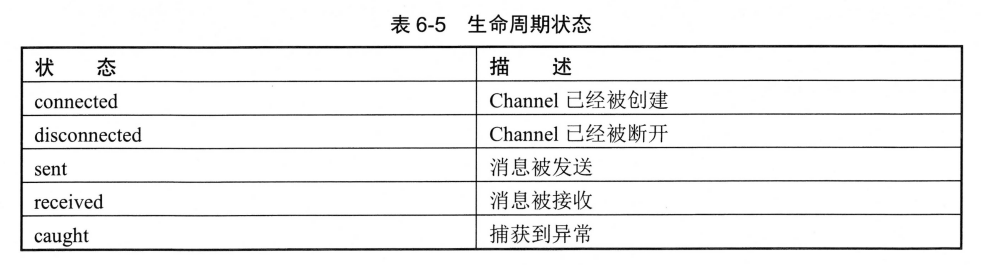 表 6-5 生命周期状态
状 态 描 述
connected Channel 已经被创建
disconnected Channel 已经被断开
sent 消息被发送
received 消息被接收
caught 捕获到异常